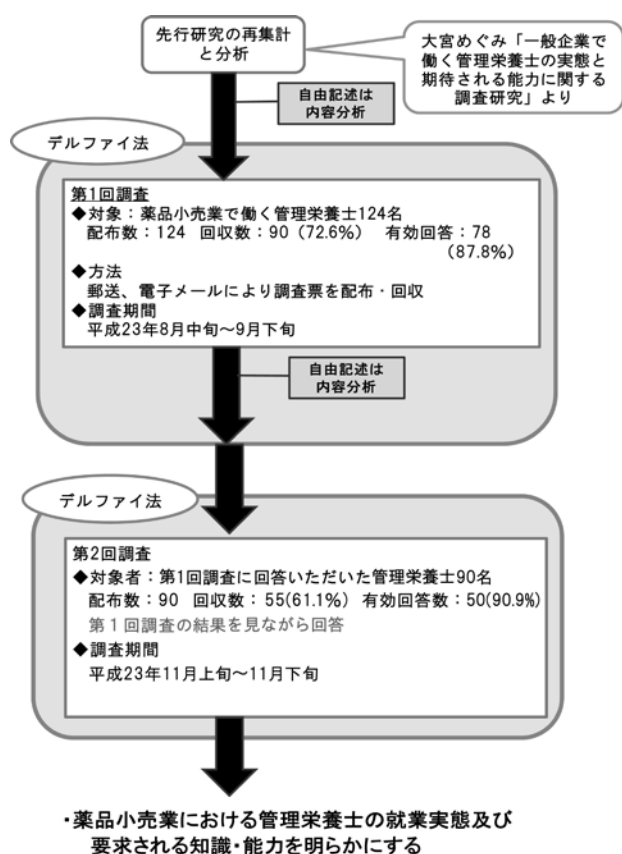 先行研究の再集計
と分析
大宮めぐみ「一般企業で
働く管理栄養士の実態と
期待される能力に関する
調査研究」より
自由記述は
内容分析
デルファイ法
第1回調査
◆対象：薬品小売業で働く管理栄養士124名
配布数：124 回収数：90（72.6%） 有効回答：78
(87.8%)
◆方法
郵送、電子メールにより調査票を配布・回収
◆調査期間
平成23年8月中旬～9月下旬
自由記述は
内容分析
デルファイ法
第2回調査
◆対象者：第1回調査に回答いただいた管理栄養士90名
配布数：90 回収数：55(61.1%) 有効回答数：50(90.9%)
第1回調査の結果を見ながら回答
◆調査期間
平成23年11月上旬～11月下旬
・薬品小売業における管理栄養士の就業実態及び
要求される知識・能力を明らかにする